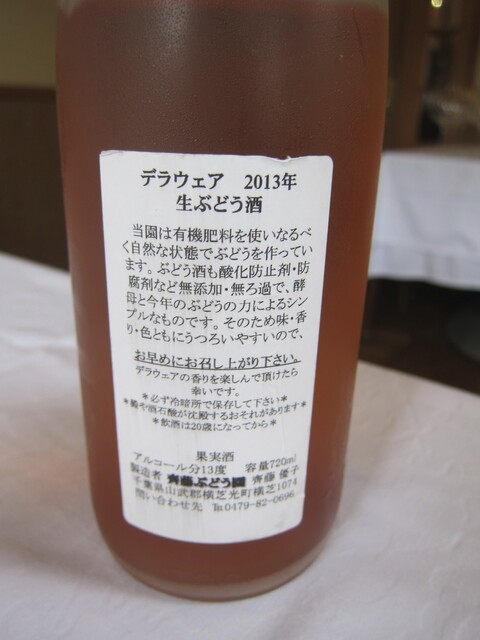 デラウェア 2013年
生ぶどう酒
当園は有機肥料を使いなるべ
く自然な状態でぶどうを作ってい
ます。ぶどう酒も酸化防止剤・防
腐剤など無添加・無ろ過で、酵
母と今年のぶどうの力によるシン
プルなものです。そのため味・香
り・色ともにうつろいやすいので、
お早めにお召し上がり下さい。
デラウェアの香りを楽しんで頂けたら
幸いです。
*必ず冷暗所で保存して下さい*
*澱や酒石酸が沈殿するおそれがあります*
*飲酒は20歳になってから*
果実酒
アルコール分13度 容量720ml
製造者 齊藤ぶどう園 齊藤 優子
千葉県山武郡横芝光町横芝1074
問い合わせ先 ℡0479-82-0696